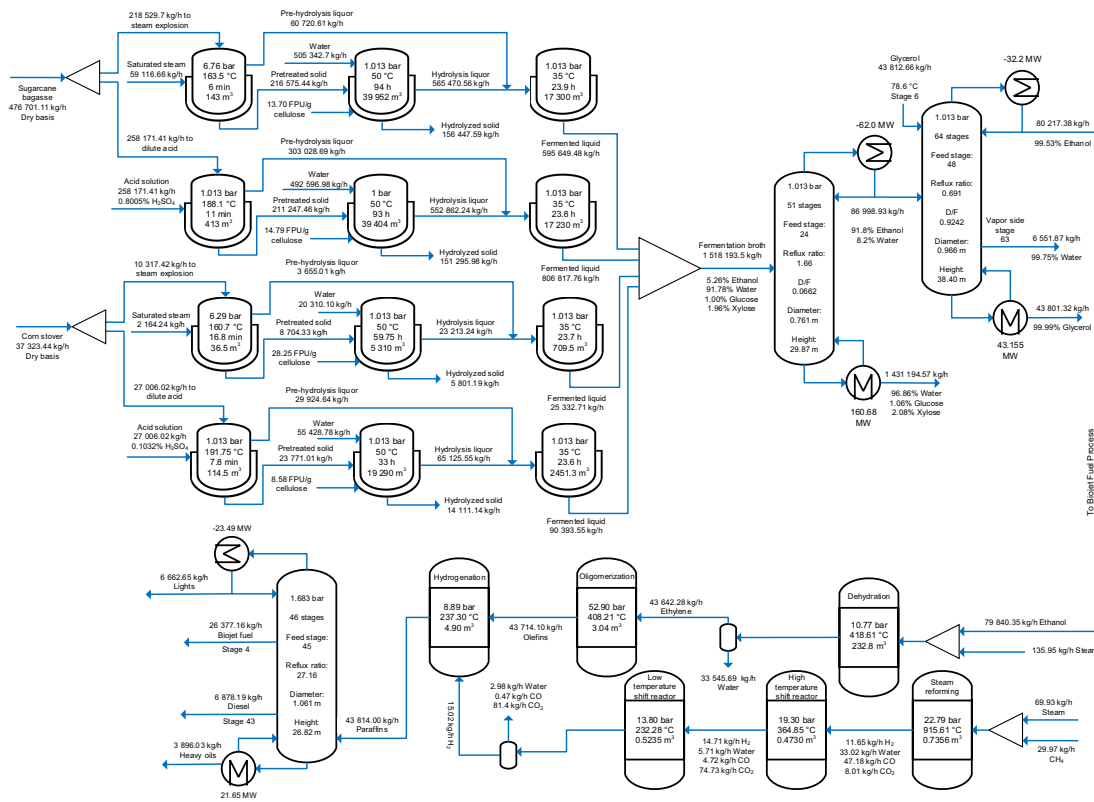 218 529.7 kg/h to
steam explosion
Pre-hydrolysis liquor
60 720.61 kg/h
Saturated steam
59 116.66 kg/h
6.76 bar
163.5 °C
6 min
143 m³
Water
505 342.7 kg/h
Pretreated solid
216 575.44 kg/h
13.70 FPU/g
cellulose
1.013 bar
50 °C
94 h
39 952 m³
Hydrolysis liquor
565 470.56 kg/h
Hydrolyzed solid
156 447.59 kg/h
1.013 bar
35 °C
23.9 h
17 300 m³
Fermented liquid
595 649.48 kg/h
Sugarcane
bagasse
476 701.11 kg/h
Dry basis
258 171.41 kg/h to
dilute acid
Pre-hydrolysis liquor
303 028.69 kg/h
Acid solution
258 171.41 kg/h
0.8005% H₂SO₄
1.013 bar
188.1 °C
11 min
413 m³
Water
492 596.98 kg/h
Pretreated solid
211 247.46 kg/h
14.79 FPU/g
cellulose
1 bar
50 °C
93 h
39 404 m³
Hydrolysis liquor
552 862.24 kg/h
Hydrolyzed solid
151 295.98 kg/h
1.013 bar
35 °C
23.8 h
17 230 m³
Fermented liquid
806 817.76 kg/h
10 317.42 kg/h to
steam explosion
Pre-hydrolysis liquor
3 655.01 kg/h
Saturated steam
2 164.24 kg/h
6.29 bar
160.7 °C
16.8 min
36.5 m³
Water
20 310.10 kg/h
Pretreated solid
8 704.33 kg/h
28.25 FPU/g
cellulose
1.013 bar
50 °C
59.75 h
5 310 m³
Hydrolysis liquor
23 213.24 kg/h
Hydrolyzed solid
5 801.19 kg/h
1.013 bar
35 °C
23.7 h
709.5 m³
Fermented liquid
25 332.71 kg/h
Corn stover
37 323.44 kg/h
Dry basis
27 006.02 kg/h to
dilute acid
Pre-hydrolysis liquor
29 924.64 kg/h
Acid solution
27 006.02 kg/h
0.1032% H₂SO₄
1.013 bar
191.75 °C
7.8 min
114.5 m³
Water
55 428.78 kg/h
Pretreated solid
23 771.01 kg/h
8.58 FPU/g
cellulose
1.013 bar
50 °C
33 h
19 290 m³
Hydrolysis liquor
65 125.55 kg/h
Hydrolyzed solid
14 111.14 kg/h
1.013 bar
35 °C
23.6 h
2451.3 m³
Fermented liquid
90 393.55 kg/h
Fermentation broth
1 518 193.5 kg/h
5.26% Ethanol
91.78% Water
1.00% Glucose
1.96% Xylose
-62.0 MW
1.013 bar
51 stages
Feed stage:
24
Reflux ratio:
1.66
D/F
0.0662
Diameter:
0.761 m
Height:
29.87 m
86 998.93 kg/h
91.8% Ethanol
8.2% Water
1 431 194.57 kg/h
96.86% Water
1.06% Glucose
2.08% Xylose
160.68
MW
Glycerol
43 812.66 kg/h
78.6 °C
Stage 6
-32.2 MW
1.013 bar
64 stages
Feed stage:
48
Reflux ratio:
0.691
D/F
0.9242
Diameter:
0.966 m
Height:
38.40 m
80 217.38 kg/h
99.53% Ethanol
Vapor side
stage
63
6 551.87 kg/h
99.75% Water
43 801.32 kg/h
99.99% Glycerol
43.155
MW
To Biojet Fuel Process
-23.49 MW
6 662.65 kg/h
Lights
26 377.16 kg/h
Biojet fuel
Stage 4
6 878.19 kg/h
Diesel
Stage 43
3 896.03 kg/h
Heavy oils
21.65 MW
1.683 bar
46 stages
Feed stage:
45
Reflux ratio:
27.16
Diameter:
1.061 m
Height:
26.82 m
43 814.00 kg/h
Paraffins
Hydrogenation
8.89 bar
237.30 °C
4.90 m³
43 714.10 kg/h
Olefins
Oligomerization
52.90 bar
408.21 °C
3.04 m³
43 642.28 kg/h
Ethylene
33 545.69 kg/h
Water
Dehydration
10.77 bar
418.61 °C
232.8 m³
79 840.35 kg/h Ethanol
135.95 kg/h Steam
15.02 kg/h H₂
2.98 kg/h Water
0.47 kg/h CO
81.4 kg/h CO₂
Low
temperature
shift reactor
13.80 bar
232.28 °C
0.5235 m³
14.71 kg/h H₂
5.71 kg/h Water
4.72 kg/h CO
74.73 kg/h CO₂
High
temperature
shift reactor
19.30 bar
364.85 °C
0.4730 m³
11.65 kg/h H₂
33.02 kg/h Water
47.18 kg/h CO
8.01 kg/h CO₂
Steam
reforming
22.79 bar
915.61 °C
0.7356 m³
69.93 kg/h
Steam
29.97 kg/h
CH₄